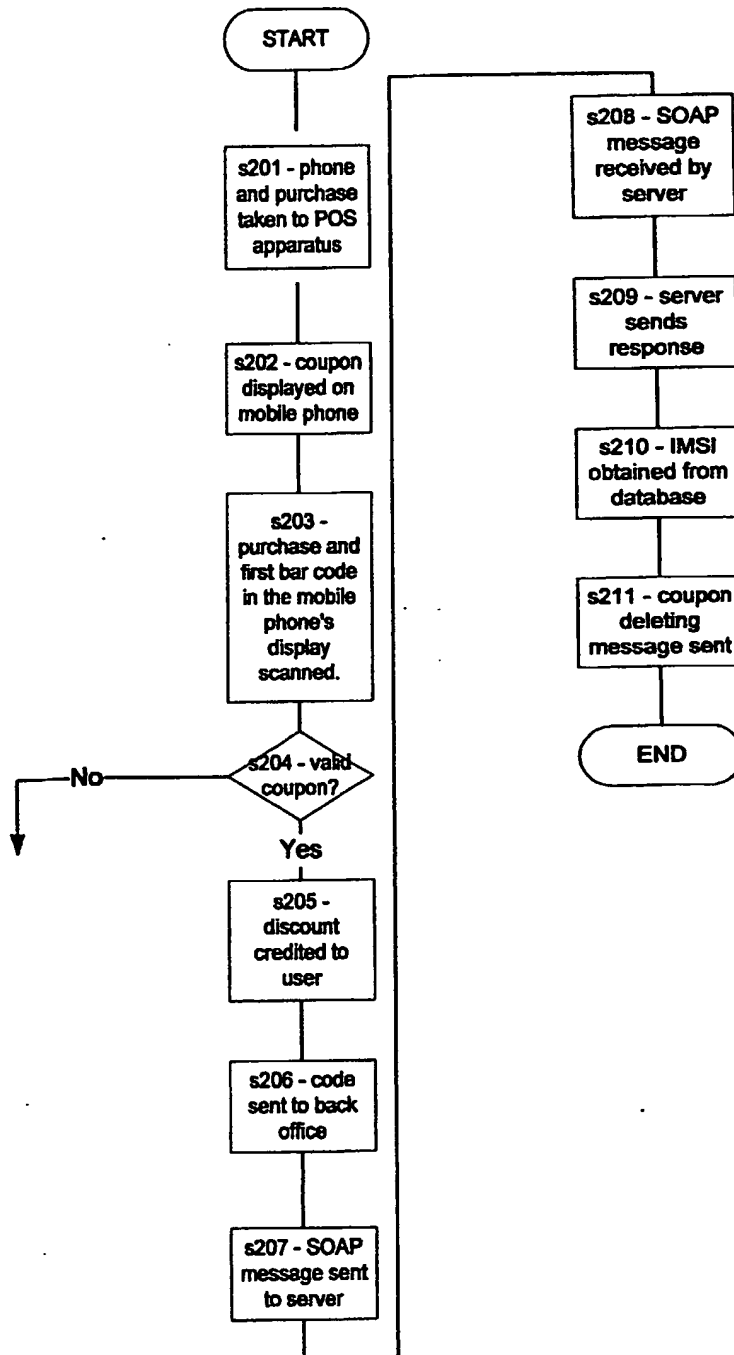 START
s201 - phone
and purchase
taken to POS
apparatus
s202 - coupon
displayed on
mobile phone
s203 -
purchase and
first bar code
in the mobile
phone's
display
scanned.
s204 - valid
coupon?
No
Yes
s205 -
discount
credited to
user
s206 - code
sent to back
office
s207 - SOAP
message sent
to server
s208 - SOAP
message
received by
server
s209 - server
sends
response
s210 - IMSI
obtained from
database
s211 - coupon
deleting
message sent
END